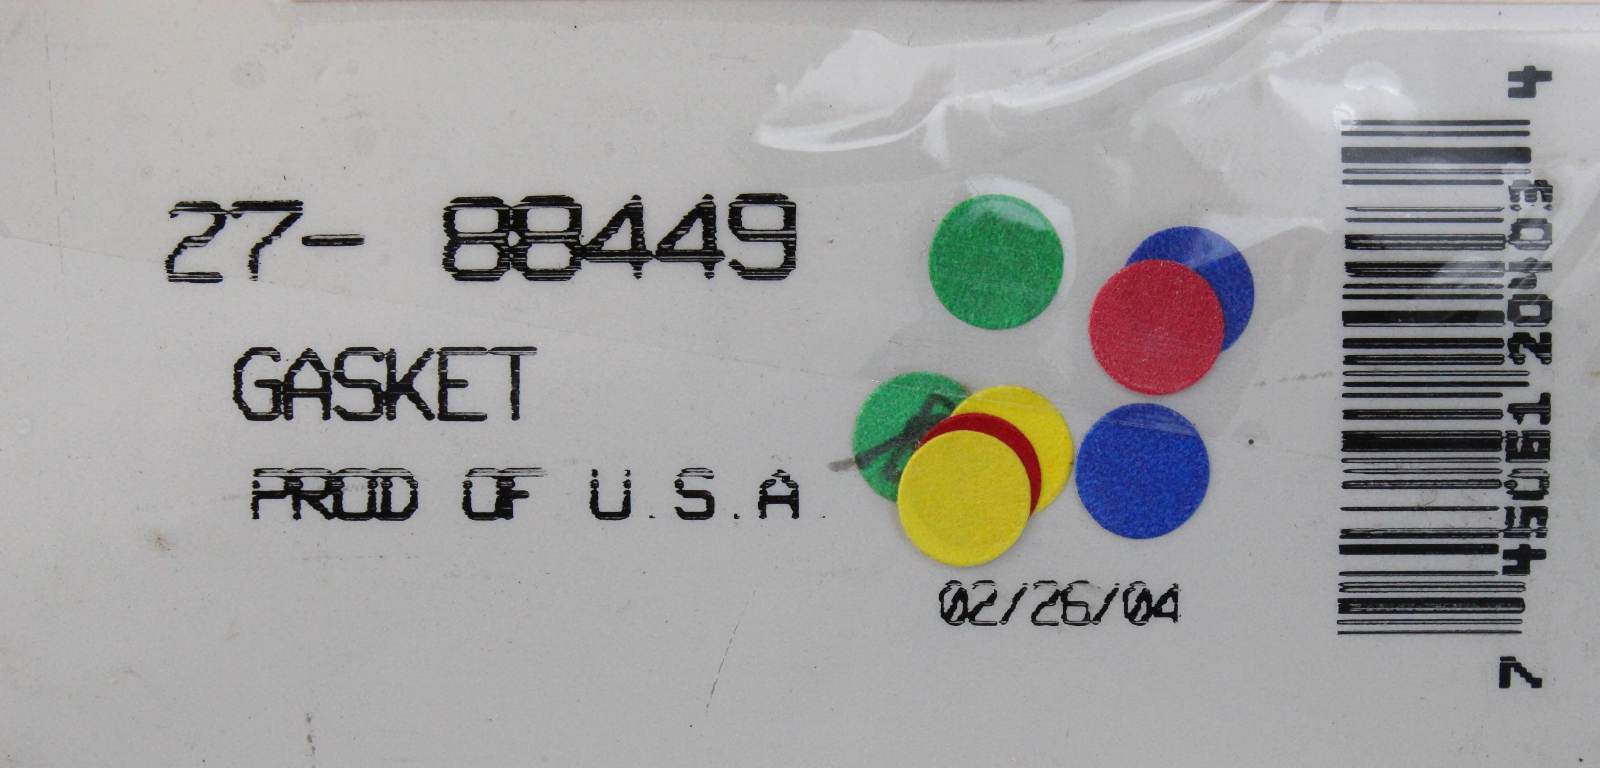 27- 88449
GASKET
PROD OF U.S.A.
02/26/04
7 45061 20403 4